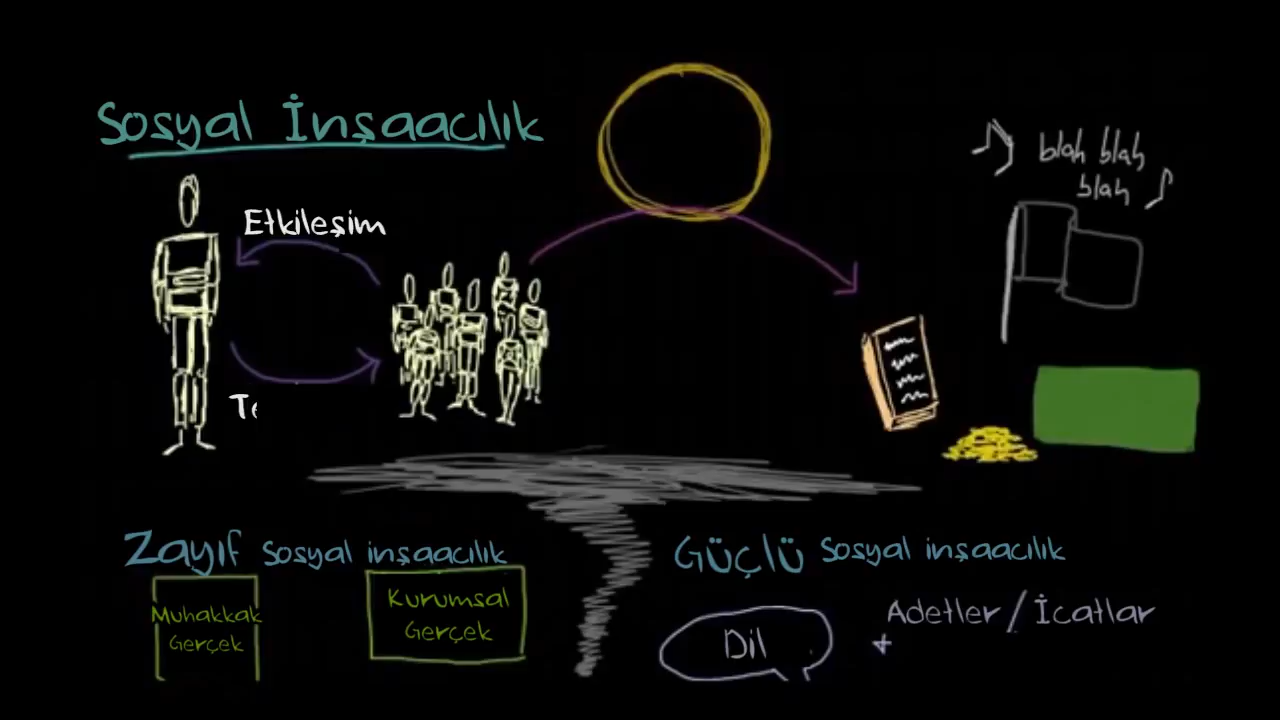 Sosyal İnşaacılık
blah blah
blah
Etkileşim
Zayıf Sosyal inşaacılık
Güçlü Sosyal inşaacılık
Muhakkak
Gerçek
Kurumsal
Gerçek
Dil
Adetler / İcatlar
+